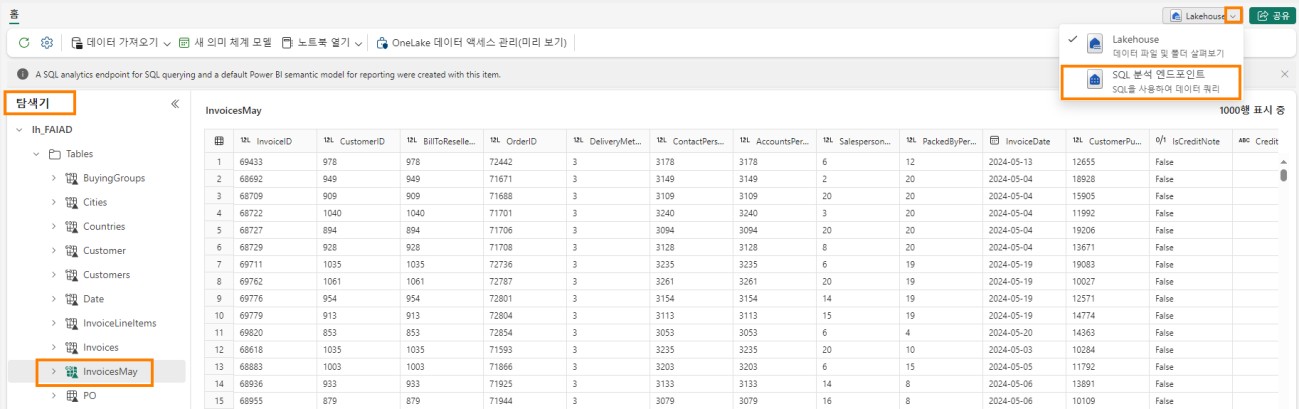 홈
Lakehouse
공유
데이터 가져오기
새 의미 체계 모델
노트북 열기
OneLake 데이터 액세스 관리(미리 보기)
Lakehouse
데이터 파일 및 폴더 살펴보기
SQL 분석 엔드포인트
SQL을 사용하여 데이터 쿼리
A SQL analytics endpoint for SQL querying and a default Power BI semantic model for reporting were created with this item.
탐색기
lh_FAIAD
Tables
BuyingGroups
Cities
Countries
Customer
Customers
Date
InvoiceLineItems
Invoices
InvoicesMay
PO
InvoicesMay
1000행 표시 중
12L InvoiceID 12L CustomerID 12L BillToReselle... 12L OrderID 12L DeliveryMet... 12L ContactPers... 12L AccountsPers... 12L Salesperson... 12L PackedByPer... InvoiceDate 12L CustomerPu... 0/1 IsCreditNote ABC Credit
1 69433 978 978 72442 3 3178 3178 6 12 2024-05-13 12655 False
2 68692 949 949 71671 3 3149 3149 2 20 2024-05-04 18928 False
3 68709 909 909 71688 3 3109 3109 20 20 2024-05-04 15905 False
4 68722 1040 1040 71701 3 3240 3240 3 20 2024-05-04 11992 False
5 68727 894 894 71706 3 3094 3094 20 20 2024-05-04 19206 False
6 68729 928 928 71708 3 3128 3128 8 20 2024-05-04 13671 False
7 69711 1035 1035 72736 3 3235 3235 6 19 2024-05-19 19083 False
8 69762 1061 1061 72787 3 3261 3261 20 19 2024-05-19 10027 False
9 69776 954 954 72801 3 3154 3154 14 19 2024-05-19 12571 False
10 69779 913 913 72804 3 3113 3113 15 19 2024-05-19 14774 False
11 69820 853 853 72854 3 3053 3053 6 4 2024-05-20 14363 False
12 68618 1035 1035 71593 3 3235 3235 20 10 2024-05-03 10284 False
13 68883 1003 1003 71866 3 3203 3203 6 15 2024-05-05 11792 False
14 68936 933 933 71925 3 3133 3133 14 8 2024-05-06 13891 False
15 68955 879 879 71944 3 3079 3079 16 8 2024-05-06 10109 False